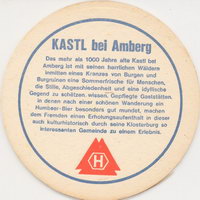 KASTL bei Amberg
Das mehr als 1000 Jahre alte Kastl bei
Amberg ist mit seinen herrlichen Wäldern
inmitten eines Kranzes von Burgen und
Burgruinen eine Sommerfrische für Menschen,
die Stille, Abgeschiedenheit und eine idyllische
Gegend zu schätzen wissen. Gepflegte Gaststätten,
in denen nach einer schönen Wanderung ein
Humbser-Bier besonders gut mundet, machen
dem Fremden einen Erholungsaufenthalt in dieser
auch kulturhistorisch durch seine Klosterburg so
interessanten Gemeinde zu einem Erlebnis.
H